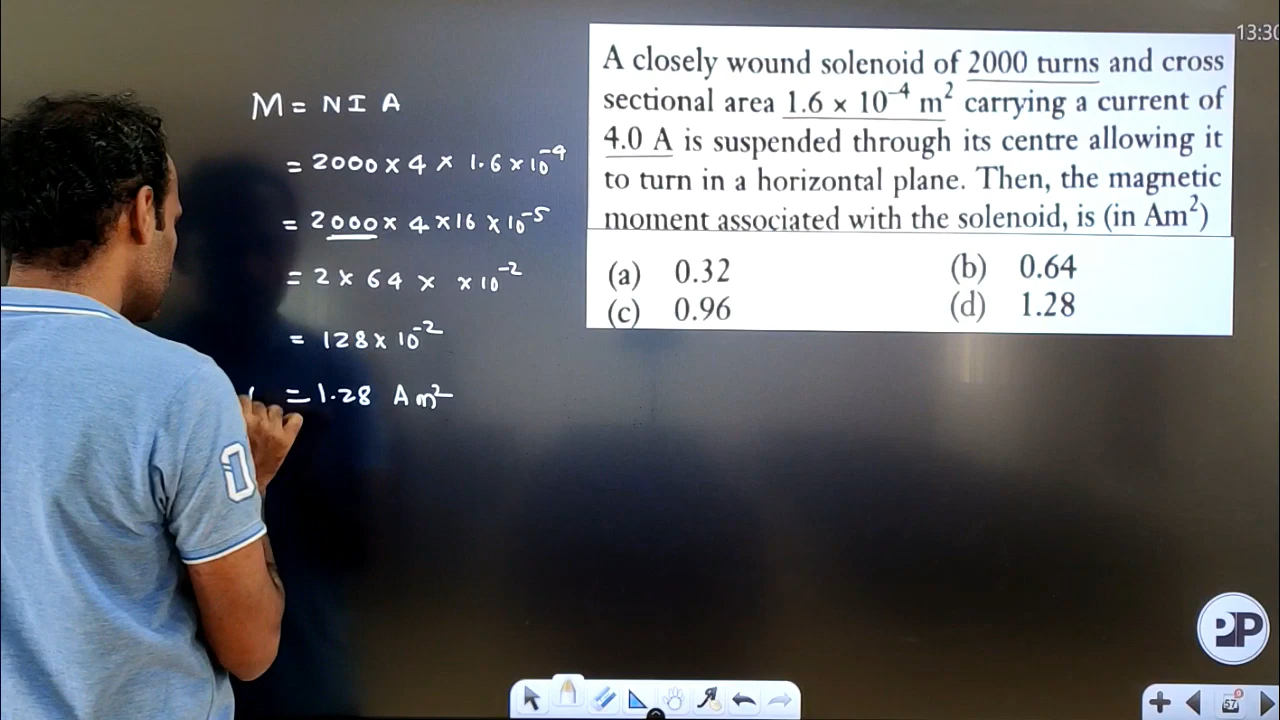 13:30
A closely wound solenoid of 2000 turns and cross
sectional area 1.6 × 10⁻⁴ m² carrying a current of
4.0 A is suspended through its centre allowing it
to turn in a horizontal plane. Then, the magnetic
moment associated with the solenoid, is (in Am²)
(a) 0.32 (b) 0.64
(c) 0.96 (d) 1.28
M = N I A
= 2000 × 4 × 1.6 × 10⁻⁴
= 2000 × 4 × 16 × 10⁻⁵
= 2 × 64 × × 10⁻²
= 128 × 10⁻²
= 1.28 A m²
57